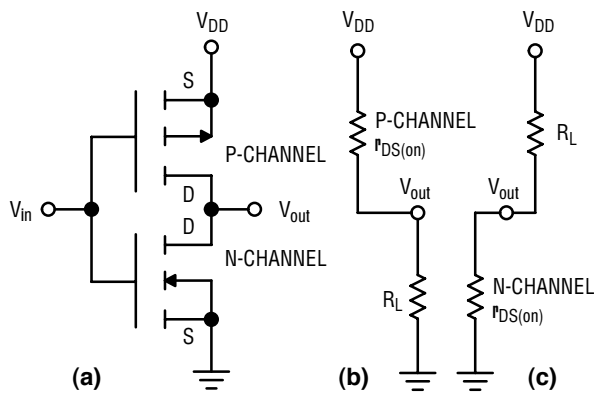 VDD
S
P-CHANNEL
D
Vin
Vout
D
N-CHANNEL
S
(a)
VDD
P-CHANNEL
rDS(on)
Vout
RL
(b)
VDD
RL
Vout
N-CHANNEL
rDS(on)
(c)